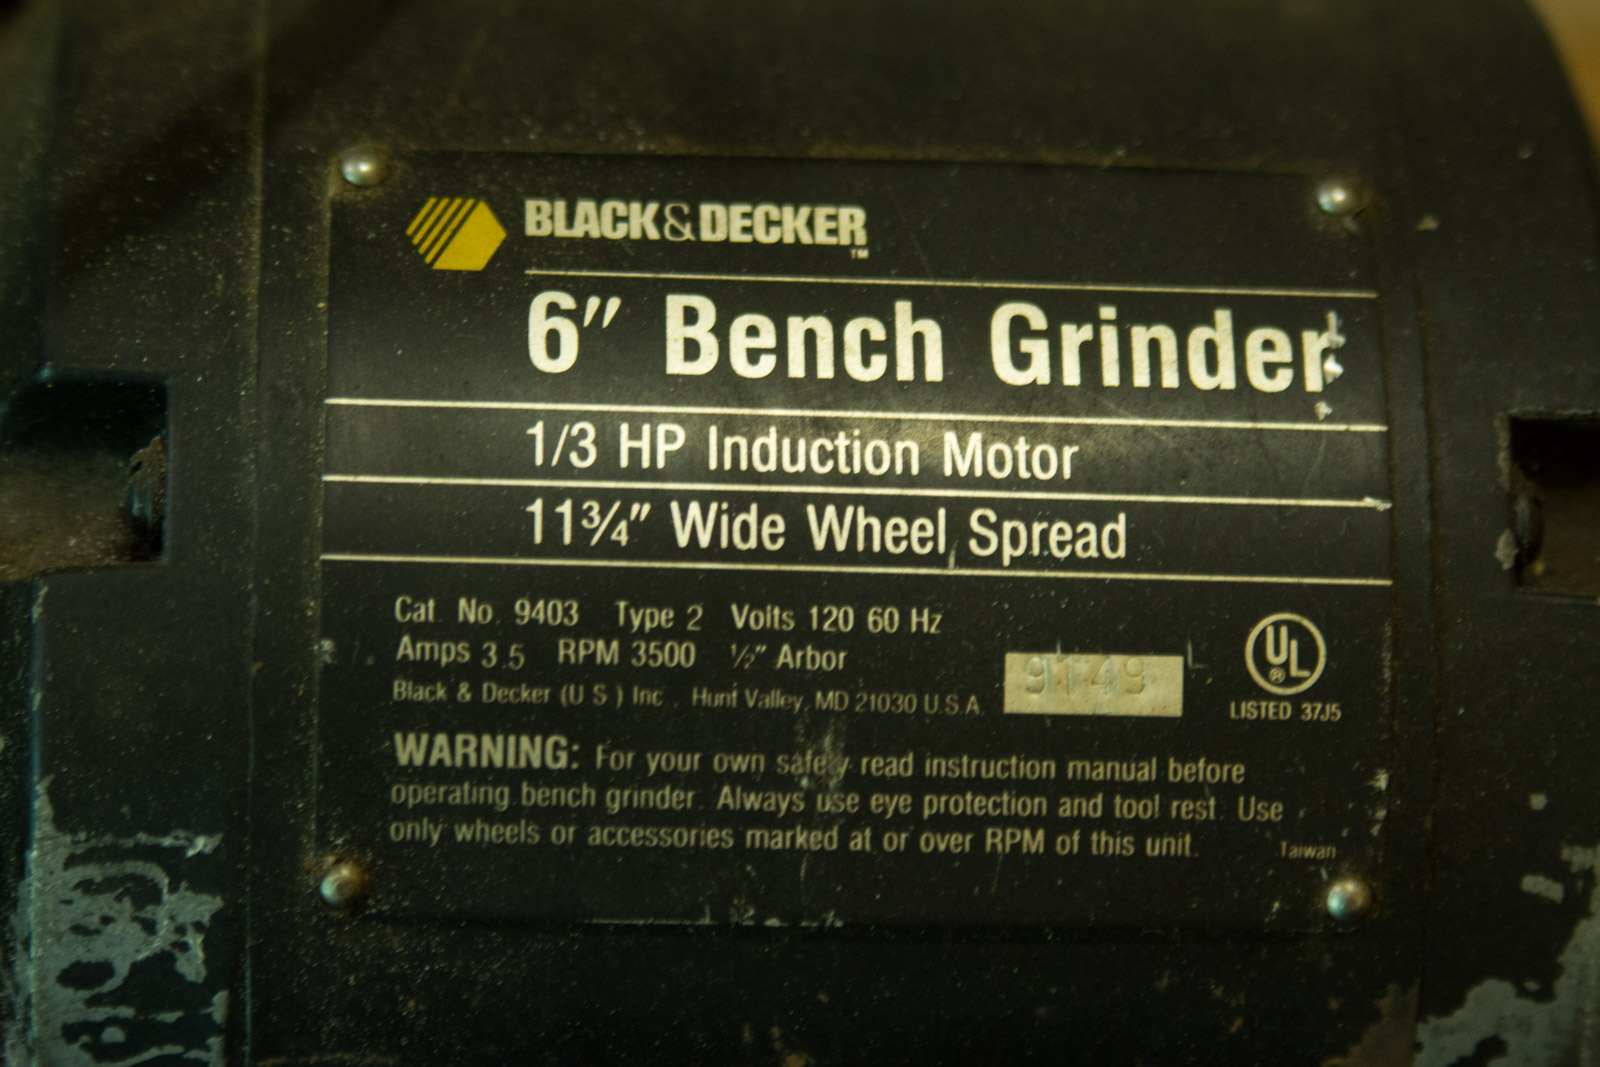 BLACK&DECKER™
6" Bench Grinder
1/3 HP Induction Motor
11¾" Wide Wheel Spread
Cat. No. 9403 Type 2 Volts 120 60 Hz
Amps 3.5 RPM 3500 ½" Arbor
Black & Decker (U S ) Inc . Hunt Valley, MD 21030 U.S.A.
UL
®
LISTED 37J5
WARNING: For your own safety read instruction manual before
operating bench grinder. Always use eye protection and tool rest. Use
only wheels or accessories marked at or over RPM of this unit.
Taiwan